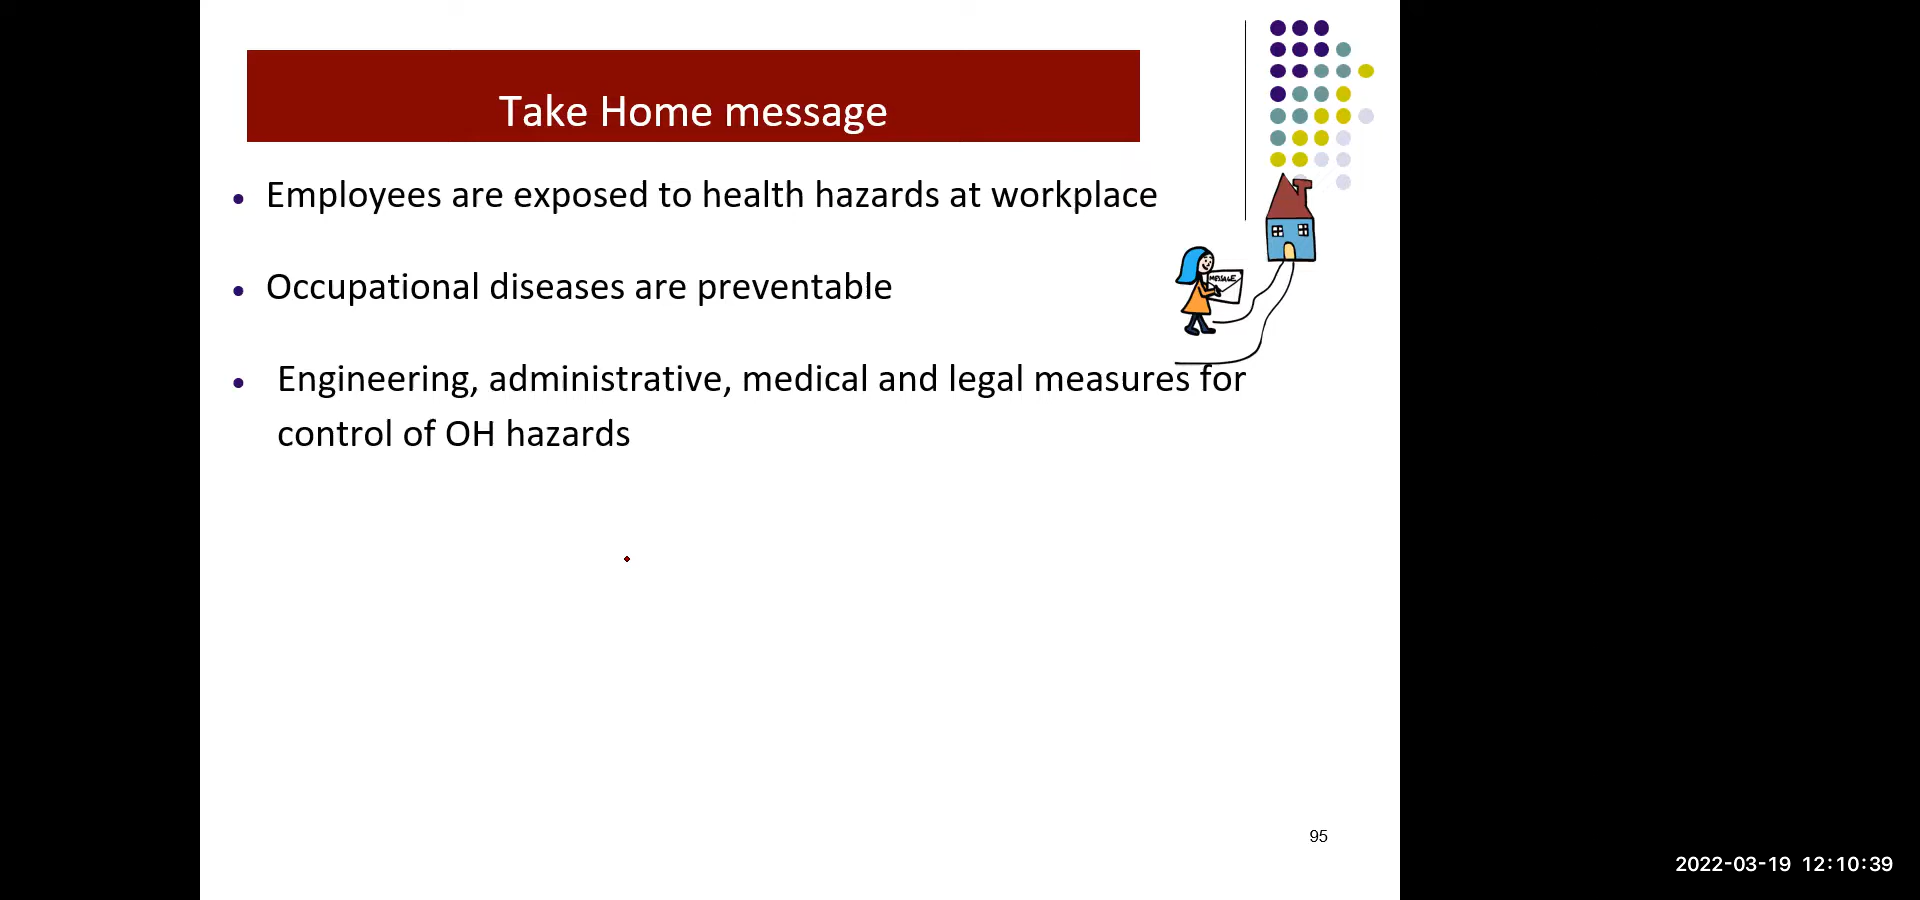 Take Home message
• Employees are exposed to health hazards at workplace
MESSAGE
• Occupational diseases are preventable
• Engineering, administrative, medical and legal measures for
control of OH hazards
95
2022-03-19 12:10:39